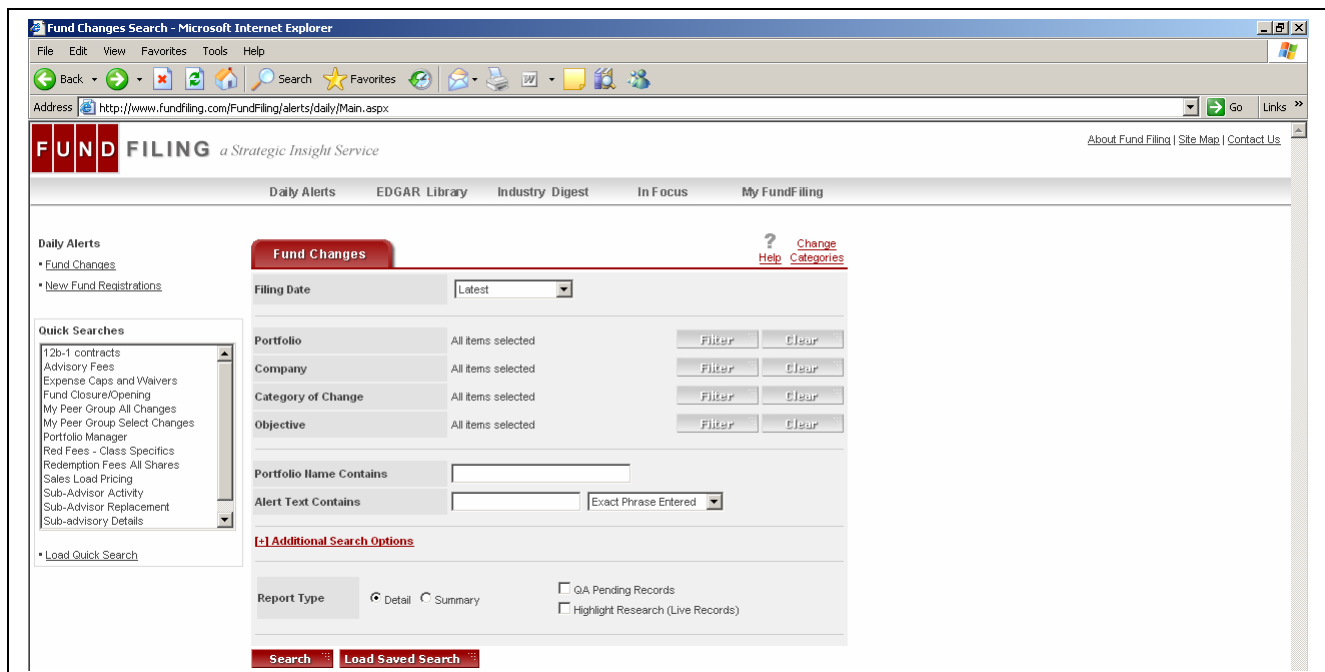 Fund Changes Search - Microsoft Internet Explorer
File Edit View Favorites Tools Help
Back Search Favorites
Address http://www.fundfiling.com/FundFiling/alerts/daily/Main.aspx Go Links »
FUND FILING a Strategic Insight Service
About Fund Filing | Site Map | Contact Us
Daily Alerts EDGAR Library Industry Digest In Focus My FundFiling
Daily Alerts
▪ Fund Changes
▪ New Fund Registrations
Quick Searches
12b-1 contracts
Advisory Fees
Expense Caps and Waivers
Fund Closure/Opening
My Peer Group All Changes
My Peer Group Select Changes
Portfolio Manager
Red Fees - Class Specifics
Redemption Fees All Shares
Sales Load Pricing
Sub-Advisor Activity
Sub-Advisor Replacement
Sub-advisory Details
▪ Load Quick Search
Fund Changes
? Help Change Categories
Filing Date Latest
Portfolio All items selected Filter Clear
Company All items selected Filter Clear
Category of Change All items selected Filter Clear
Objective All items selected Filter Clear
Portfolio Name Contains
Alert Text Contains Exact Phrase Entered
[+] Additional Search Options
Report Type Detail Summary
QA Pending Records
Highlight Research (Live Records)
Search Load Saved Search